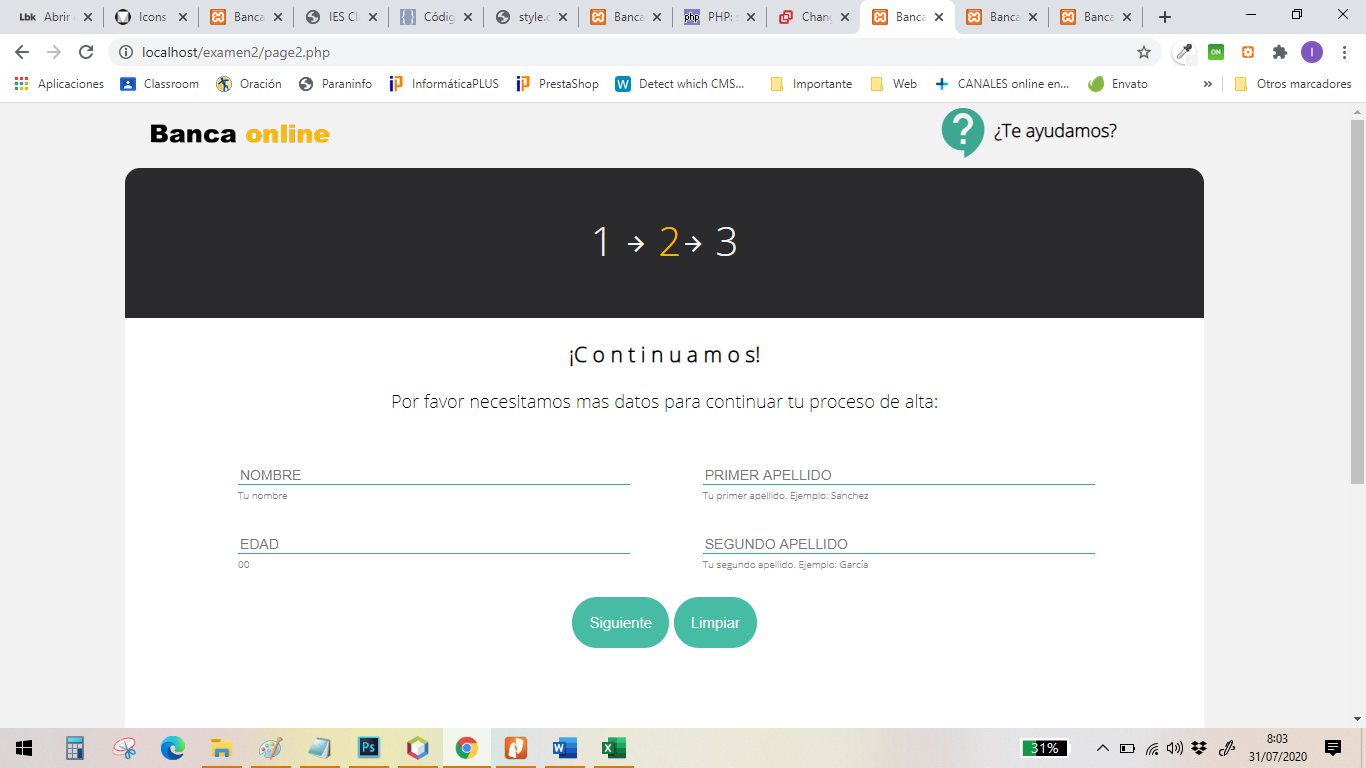 Lbk Abrir
Icons
Banca
IES Cl
Códig
style.c
Banca
php PHP:
Chang
Banca
Banca
Banca
localhost/examen2/page2.php
ON
I
Aplicaciones Classroom Oración Paraninfo InformáticaPLUS PrestaShop Detect which CMS... Importante Web CANALES online en... Envato » Otros marcadores
Banca online
? ¿Te ayudamos?
1 → 2 → 3
¡Continuamos!
Por favor necesitamos mas datos para continuar tu proceso de alta:
NOMBRE PRIMER APELLIDO
Tu nombre Tu primer apellido. Ejemplo: Sanchez
EDAD SEGUNDO APELLIDO
00 Tu segundo apellido. Ejemplo: García
Siguiente Limpiar
Ps
31%
8:03
31/07/2020